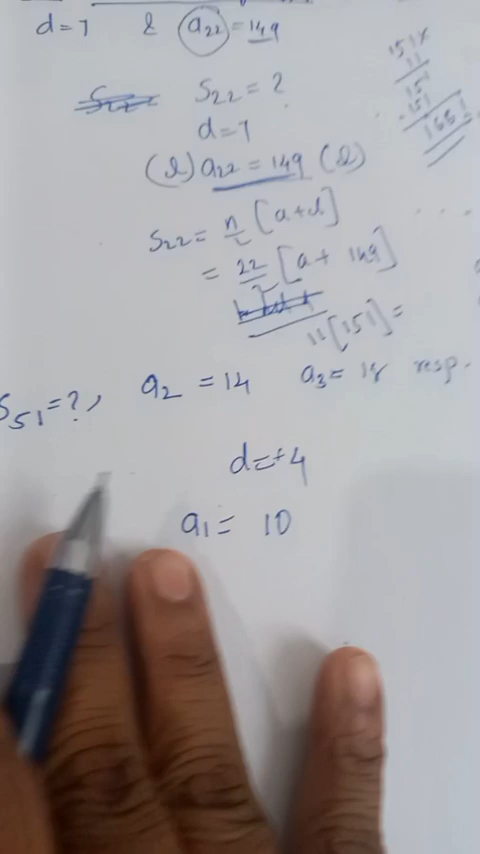 d=7 & a22 = 149
S22 = ?
d=7
(l) a22 = 149 (l)
S22 = n/2 [a+l]
= 22/2 [a + 149]
11[151] =
151×
11
151
151
1661
S51 = ?, a2 = 14 a3 = 18 resp.
d=+4
a1 = 10